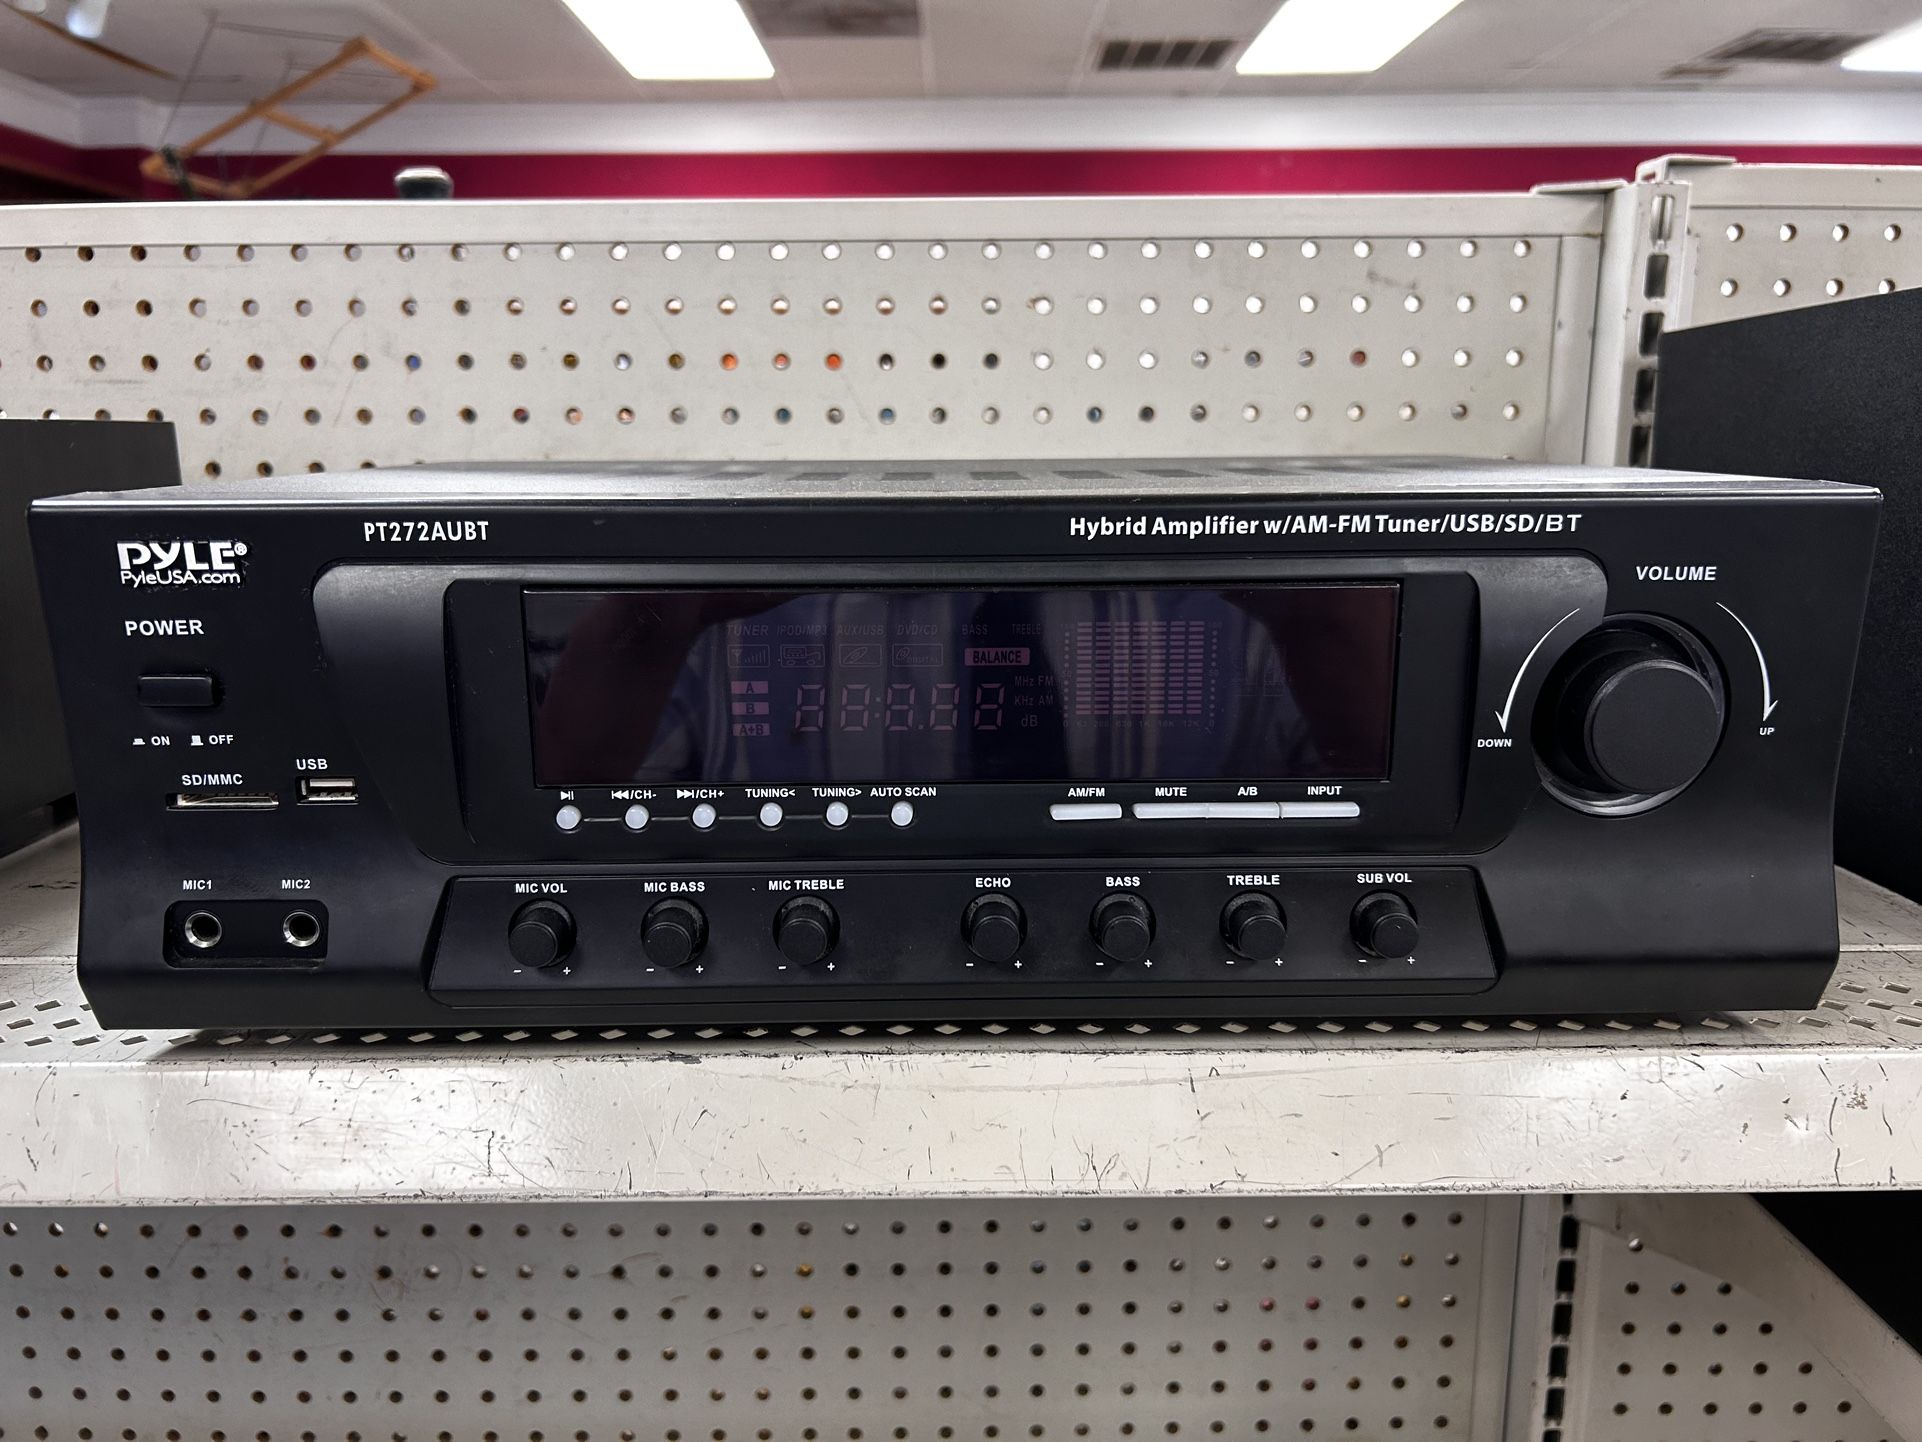 PT272AUBT
Hybrid Amplifier w/AM-FM Tuner/USB/SD/BT
PYLE®
PyleUSA.com
POWER
ON OFF
SD/MMC
USB
MIC1
MIC2
TUNER IPOD/MP3 AUX/USB DVD/CD BASS TREBLE
BALANCE
A
B
A+B
88:8.88
MHz FM
KHz AM
dB
VOLUME
DOWN
UP
/CH-
/CH+
TUNING<
TUNING>
AUTO SCAN
AM/FM
MUTE
A/B
INPUT
MIC VOL
MIC BASS
MIC TREBLE
ECHO
BASS
TREBLE
SUB VOL
- + - + - + - + - + - + - +